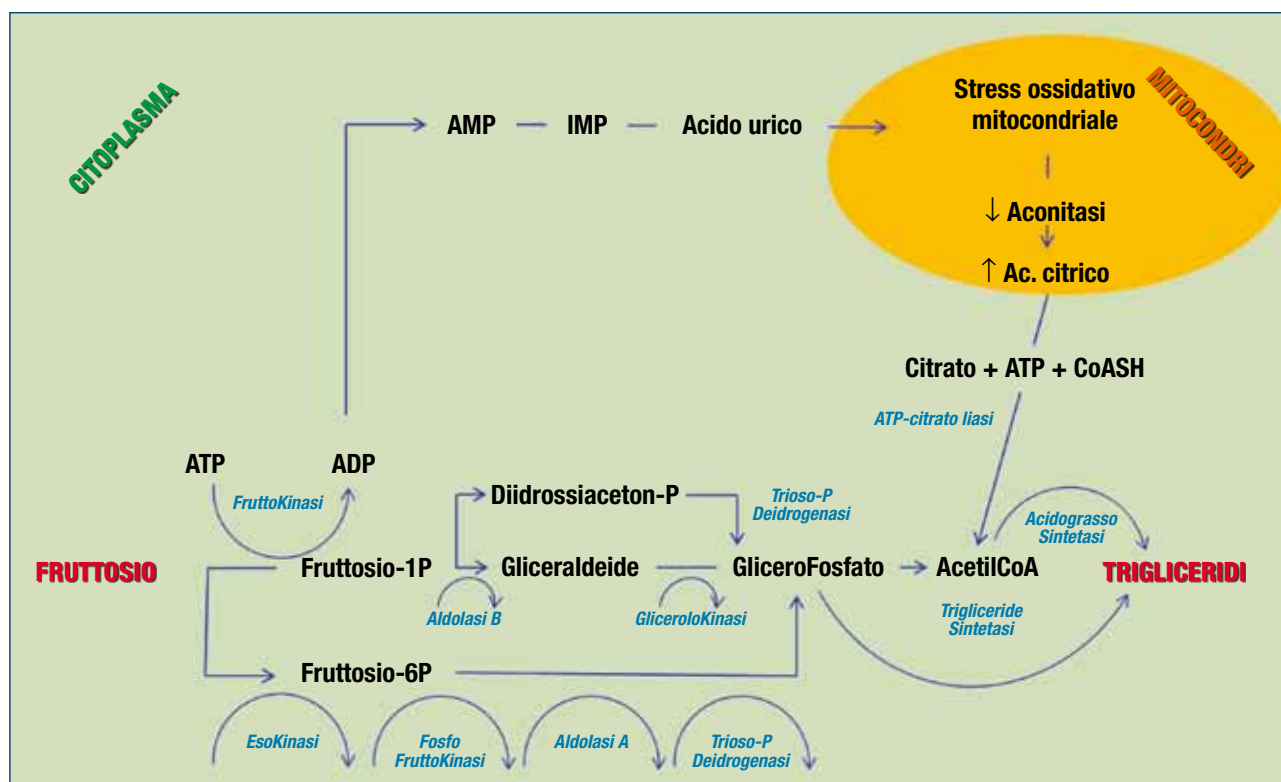 CITOPLASMA
MITOCONDRI
Stress ossidativo
mitocondriale
AMP — IMP — Acido urico
↓ Aconitasi
↑ Ac. citrico
Citrato + ATP + CoASH
ATP-citrato liasi
ATP
ADP
FruttoKinasi
Diidrossiaceton-P
Trioso-P
Deidrogenasi
Acidograsso
Sintetasi
FRUTTOSIO
Fruttosio-1P
Gliceraldeide
GliceroFosfato
AcetilCoA
TRIGLICERIDI
Aldolasi B
GliceroloKinasi
Trigliceride
Sintetasi
Fruttosio-6P
EsoKinasi
Fosfo
FruttoKinasi
Aldolasi A
Trioso-P
Deidrogenasi